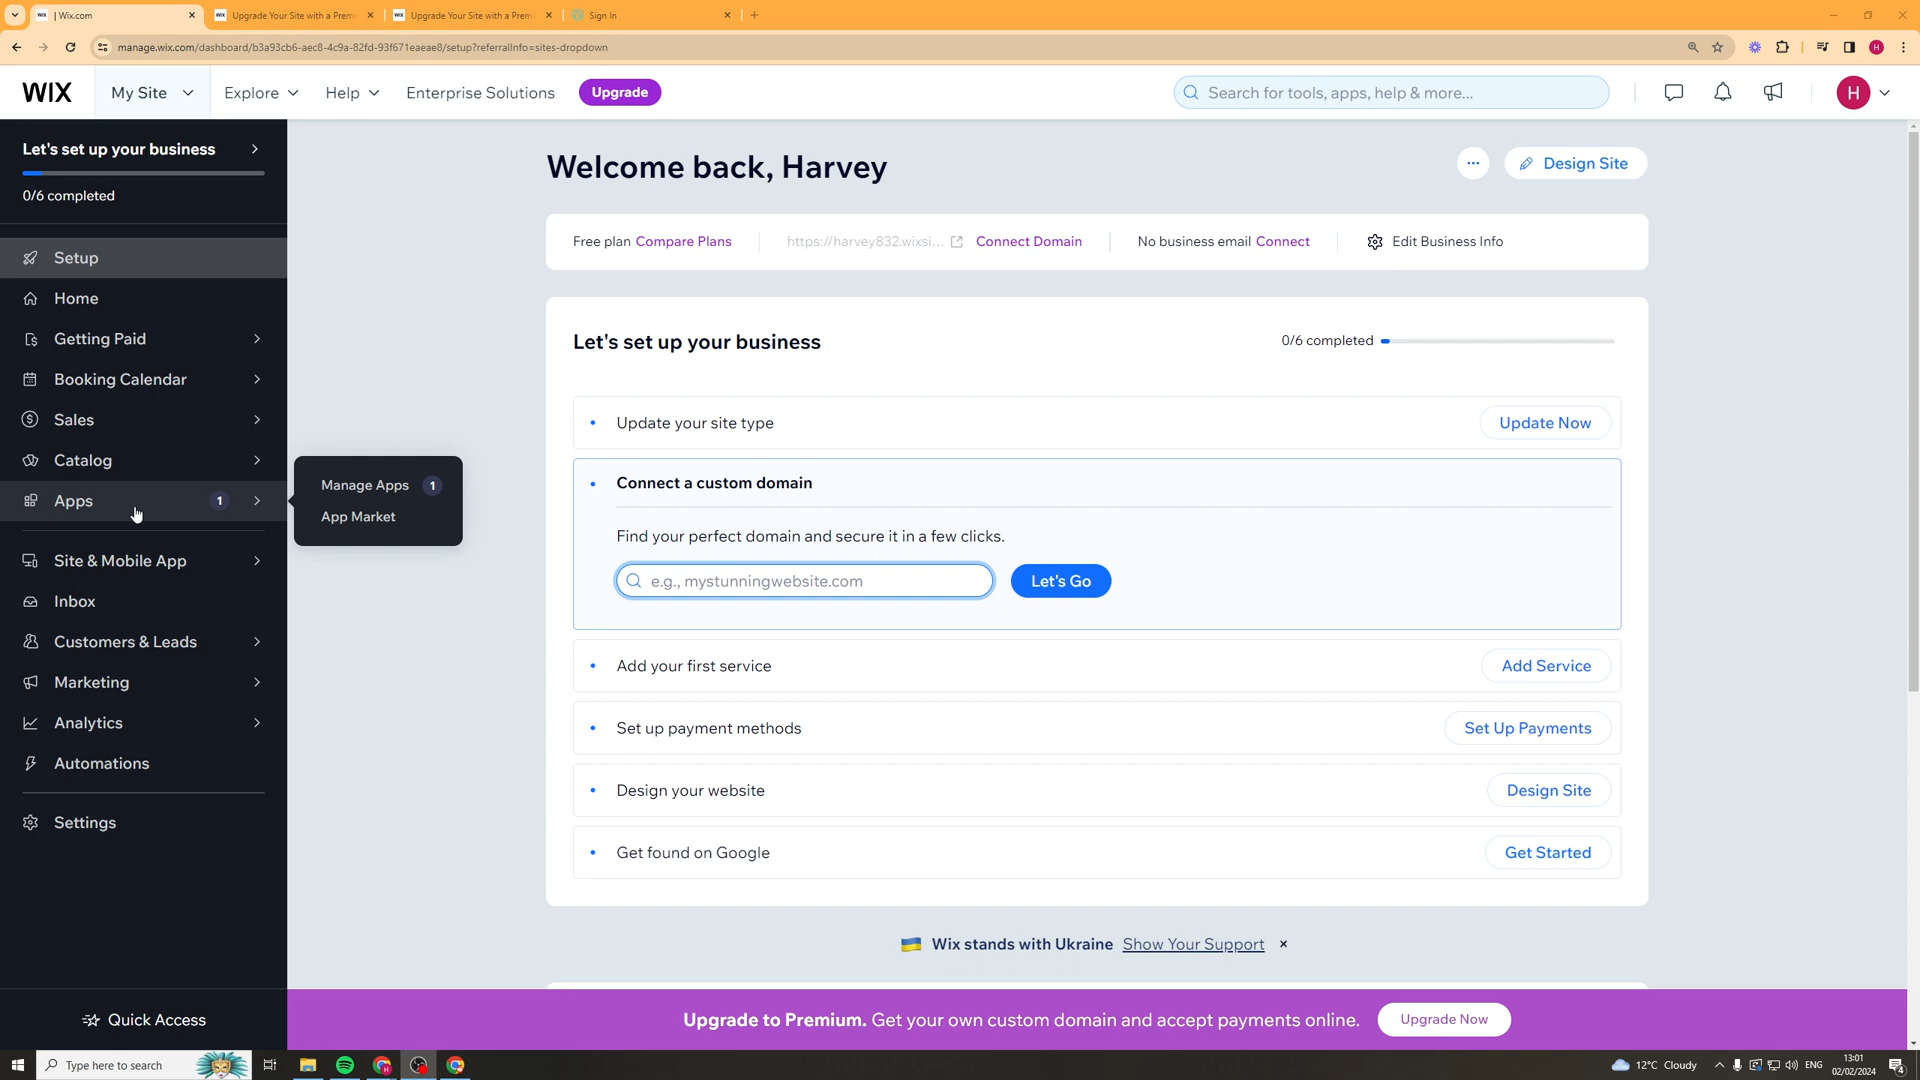 | Wix.com
Upgrade Your Site with a Premi
Upgrade Your Site with a Premi
Sign In
manage.wix.com/dashboard/b3a93cb6-aec8-4c9a-82fd-93f671eaeae8/setup?referralInfo=sites-dropdown
H
WIX
My Site
Explore
Help
Enterprise Solutions
Upgrade
Search for tools, apps, help & more...
H
Let's set up your business
0/6 completed
Setup
Home
Getting Paid
Booking Calendar
Sales
Catalog
Apps 1
Manage Apps 1
App Market
Site & Mobile App
Inbox
Customers & Leads
Marketing
Analytics
Automations
Settings
Quick Access
Welcome back, Harvey
Design Site
Free plan Compare Plans
https://harvey832.wixsi... Connect Domain
No business email Connect
Edit Business Info
Let's set up your business
0/6 completed
Update your site type
Update Now
Connect a custom domain
Find your perfect domain and secure it in a few clicks.
e.g., mystunningwebsite.com
Let's Go
Add your first service
Add Service
Set up payment methods
Set Up Payments
Design your website
Design Site
Get found on Google
Get Started
Wix stands with Ukraine Show Your Support
Upgrade to Premium. Get your own custom domain and accept payments online.
Upgrade Now
Type here to search
12°C Cloudy
ENG
13:01
02/02/2024
4